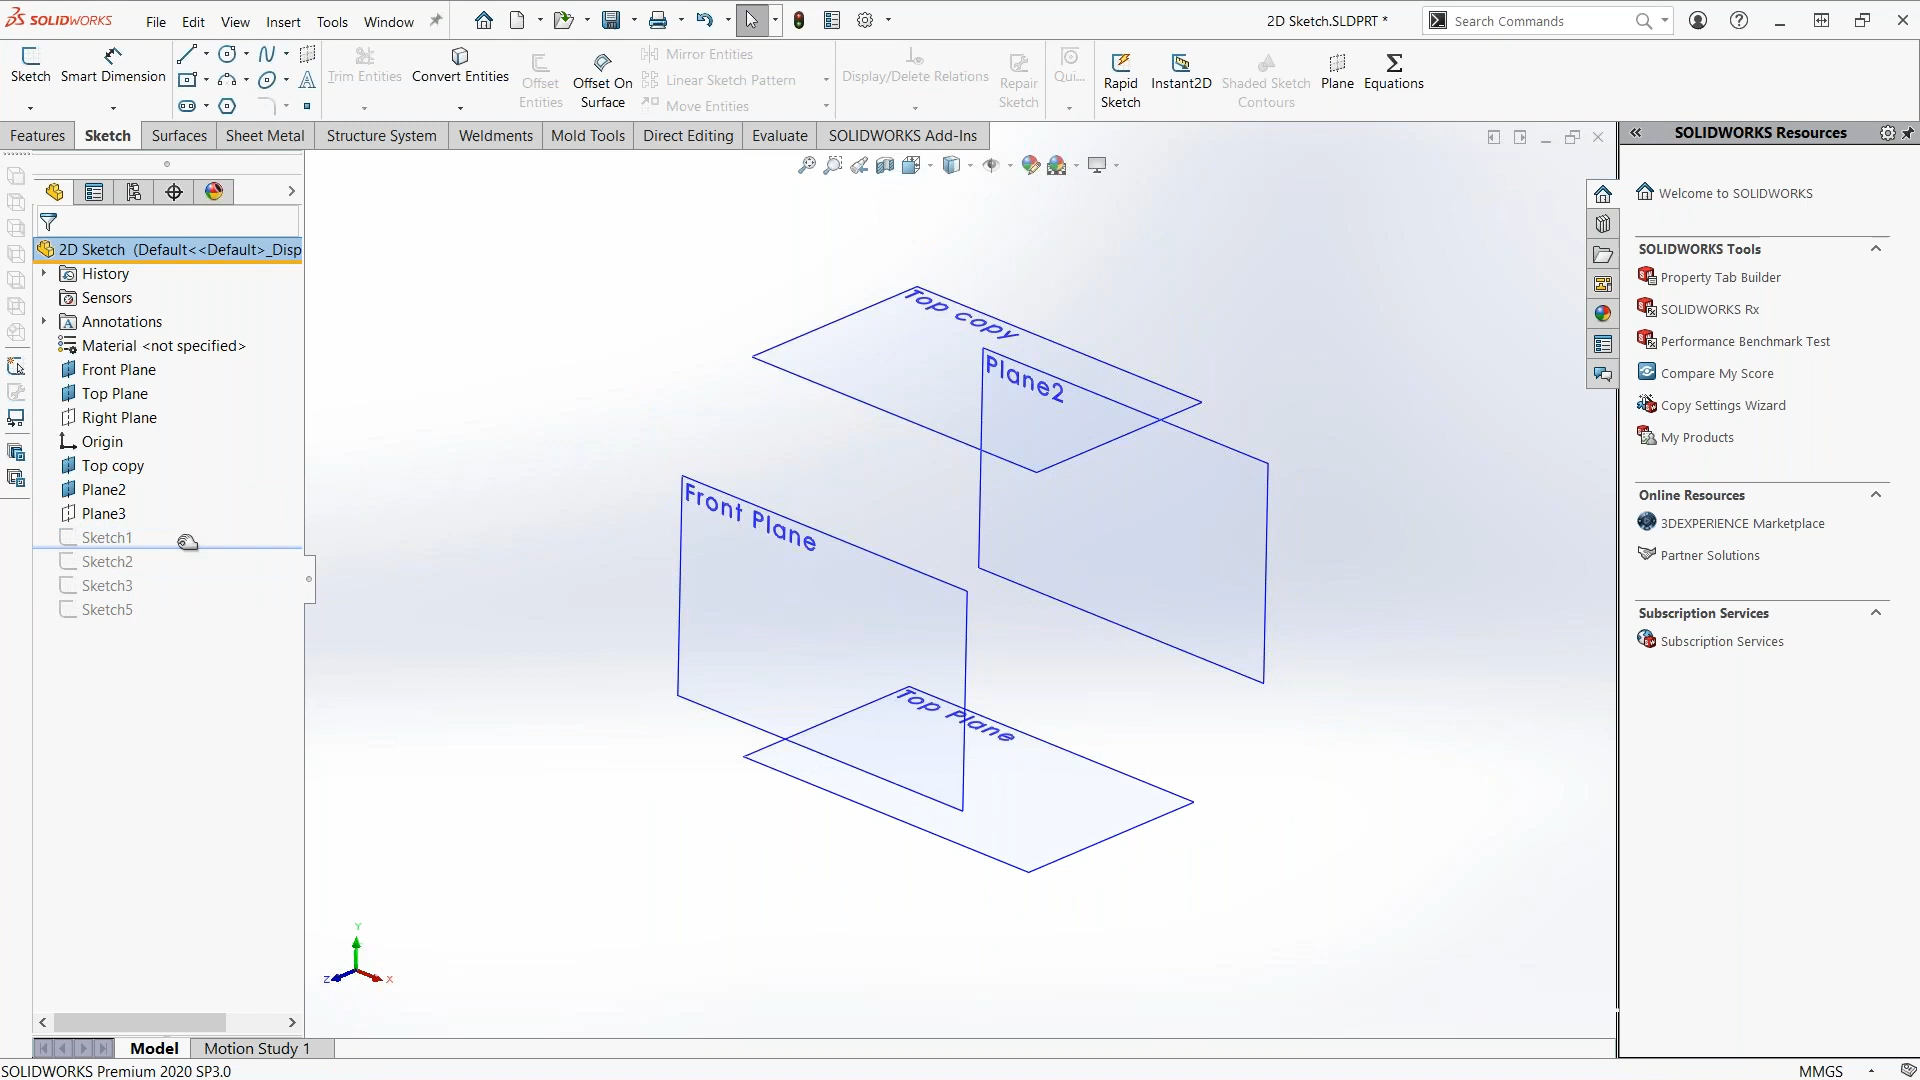 SOLIDWORKS File Edit View Insert Tools Window 2D Sketch.SLDPRT * Search Commands
Sketch Smart Dimension Trim Entities Convert Entities Offset Entities Offset On Surface Mirror Entities Linear Sketch Pattern Move Entities Display/Delete Relations Repair Sketch Qui... Rapid Sketch Instant2D Shaded Sketch Contours Plane Equations
Features Sketch Surfaces Sheet Metal Structure System Weldments Mold Tools Direct Editing Evaluate SOLIDWORKS Add-Ins
2D Sketch (Default<<Default>_Disp
History
Sensors
Annotations
Material <not specified>
Front Plane
Top Plane
Right Plane
Origin
Top copy
Plane2
Plane3
Sketch1
Sketch2
Sketch3
Sketch5
Top copy
Plane2
Front Plane
Top Plane
Y
Z
X
SOLIDWORKS Resources
Welcome to SOLIDWORKS
SOLIDWORKS Tools
Property Tab Builder
SOLIDWORKS Rx
Performance Benchmark Test
Compare My Score
Copy Settings Wizard
My Products
Online Resources
3DEXPERIENCE Marketplace
Partner Solutions
Subscription Services
Subscription Services
Model Motion Study 1
SOLIDWORKS Premium 2020 SP3.0 MMGS